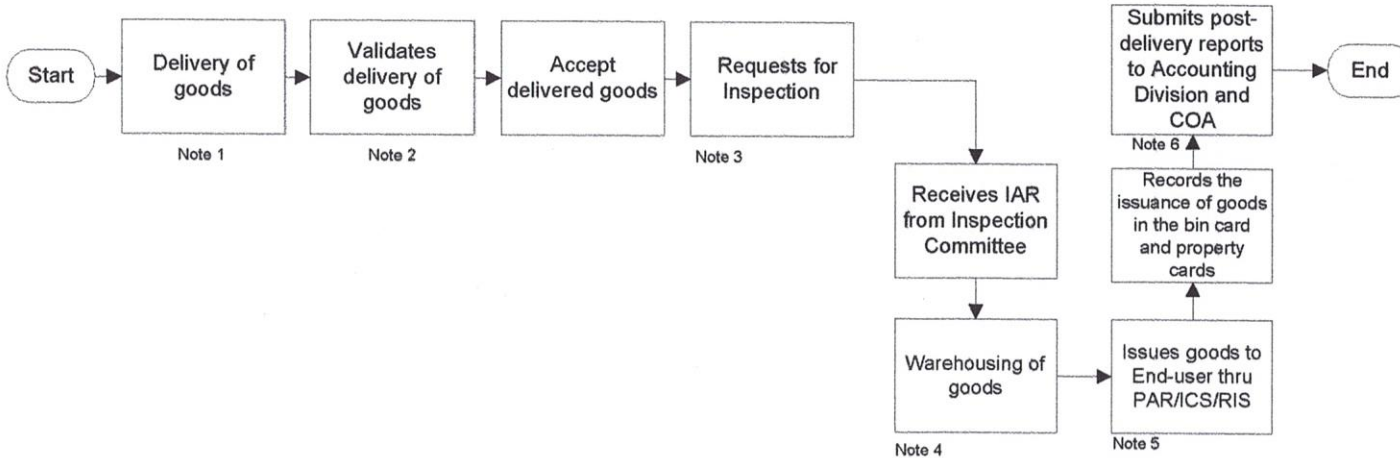 Start
Delivery of
goods
Note 1
Validates
delivery of
goods
Note 2
Accept
delivered goods
Requests for
Inspection
Note 3
Receives IAR
from Inspection
Committee
Warehousing of
goods
Note 4
Issues goods to
End-user thru
PAR/ICS/RIS
Note 5
Records the
issuance of goods
in the bin card
and property
cards
Submits post-
delivery reports
to Accounting
Division and
COA
Note 6
End